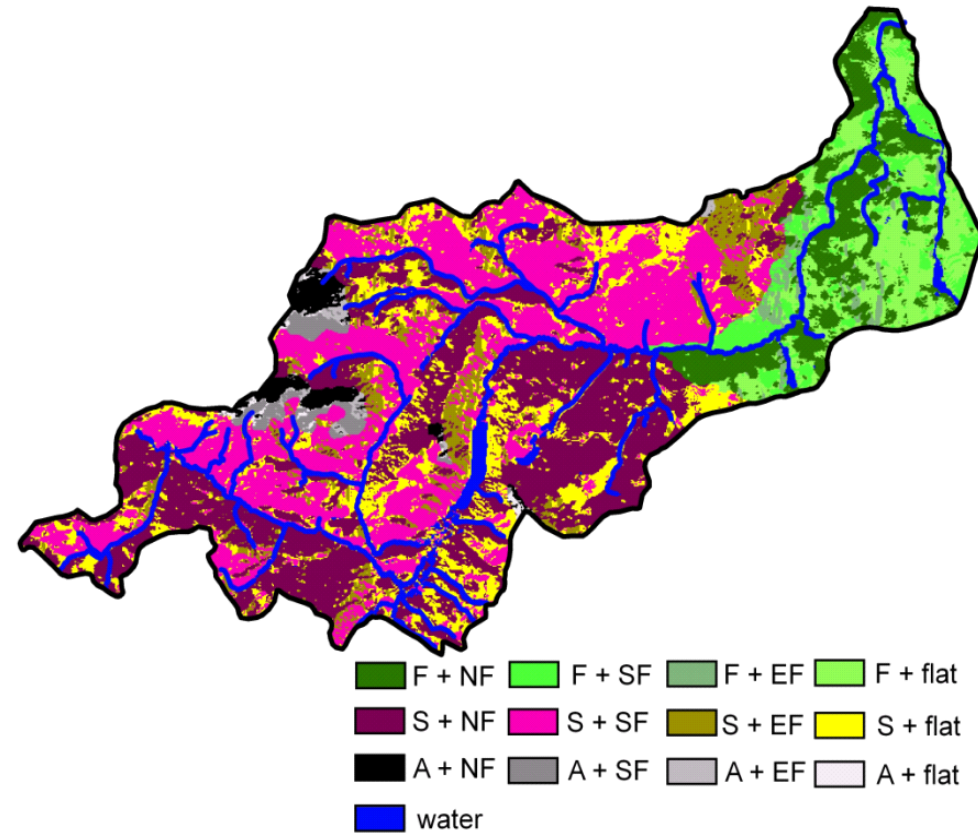 F + NF F + SF F + EF F + flat
S + NF S + SF S + EF S + flat
A + NF A + SF A + EF A + flat
water